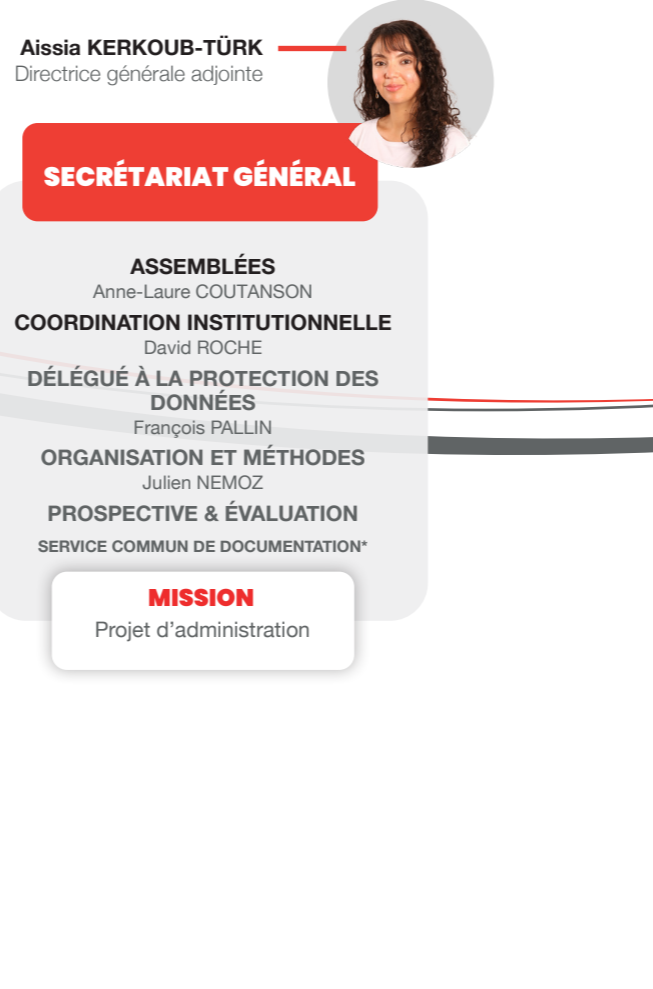 Aissia KERKOUB-TÜRK
Directrice générale adjointe
SECRÉTARIAT GÉNÉRAL
ASSEMBLÉES
Anne-Laure COUTANSON
COORDINATION INSTITUTIONNELLE
David ROCHE
DÉLÉGUÉ À LA PROTECTION DES
DONNÉES
François PALLIN
ORGANISATION ET MÉTHODES
Julien NEMOZ
PROSPECTIVE & ÉVALUATION
SERVICE COMMUN DE DOCUMENTATION*
MISSION
Projet d’administration